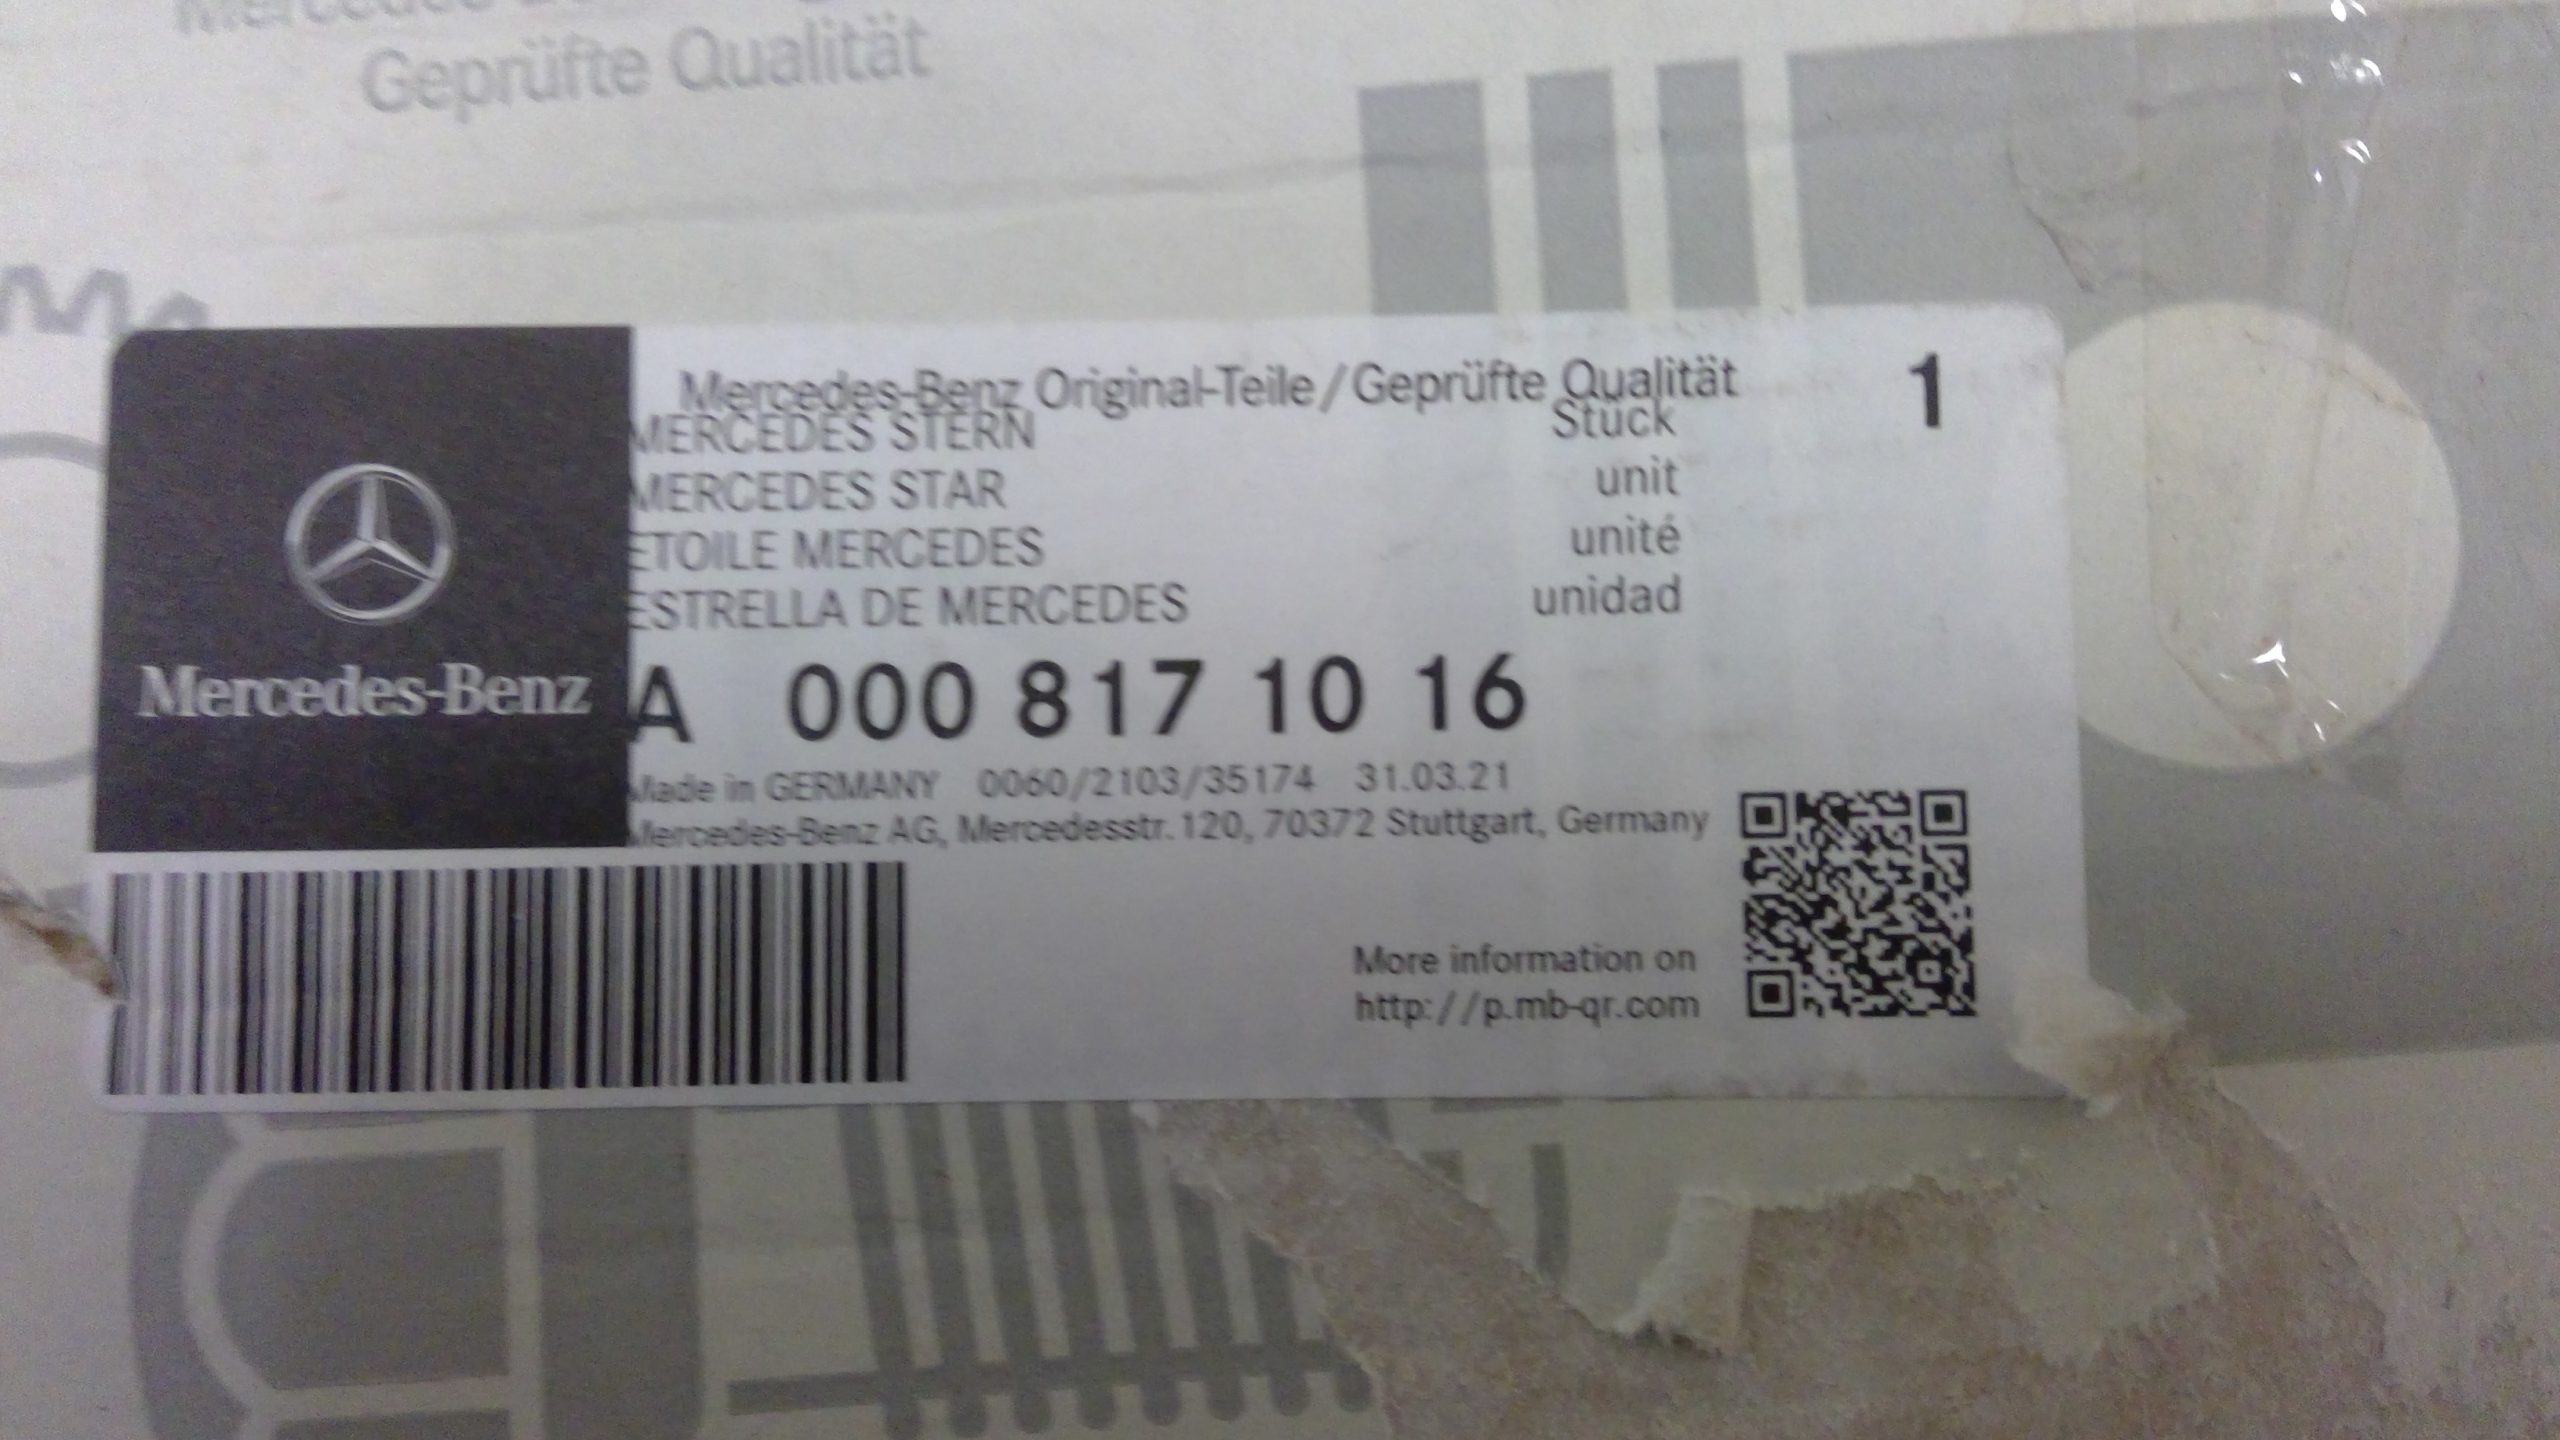 Geprüfte Qualität
Mercedes-Benz Original-Teile/Geprüfte Qualität
1
MERCEDES STERN Stück
MERCEDES STAR unit
ETOILE MERCEDES unité
ESTRELLA DE MERCEDES unidad
Mercedes-Benz
A 000 817 10 16
Made in GERMANY 0060/2103/35174 31.03.21
Mercedes-Benz AG, Mercedesstr. 120, 70372 Stuttgart, Germany
More information on
http://p.mb-qr.com